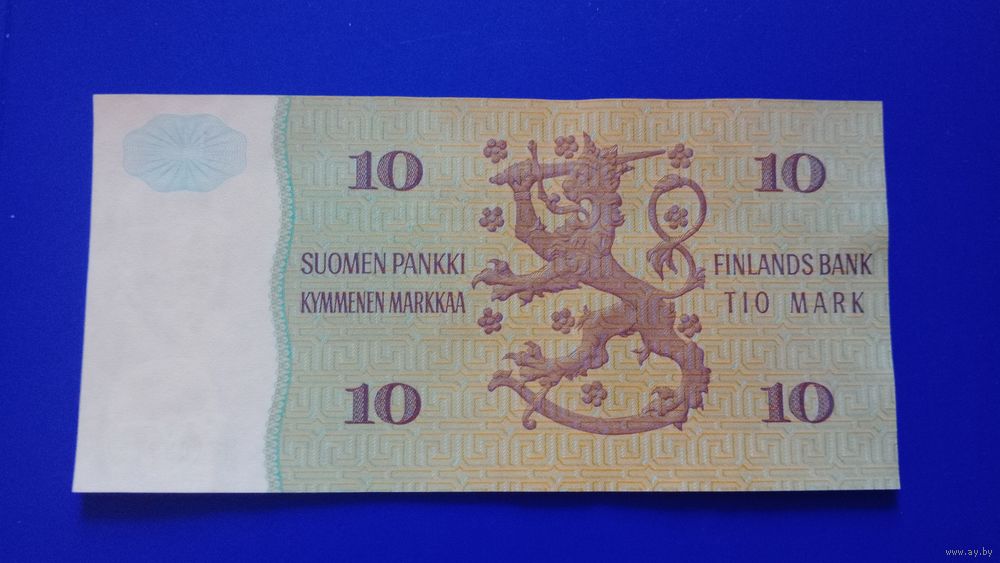 10 10
SUOMEN PANKKI FINLANDS BANK
KYMMENEN MARKKAA TIO MARK
10 10
www.ay.by